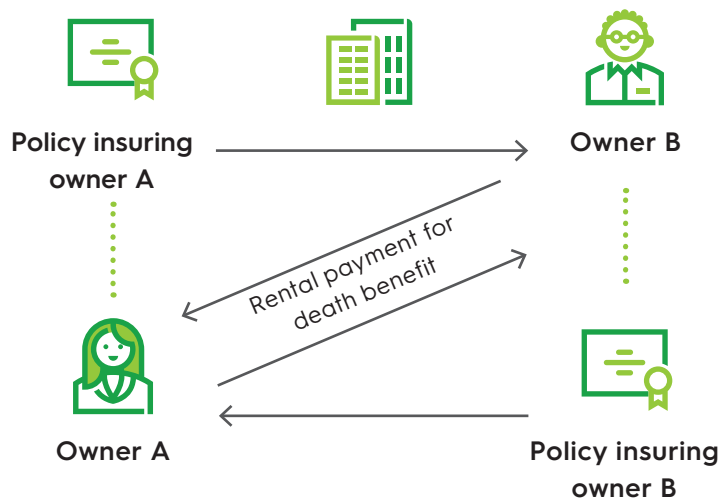 Policy insuring
owner A
Owner B
Rental payment for
death benefit
Owner A
Policy insuring
owner B